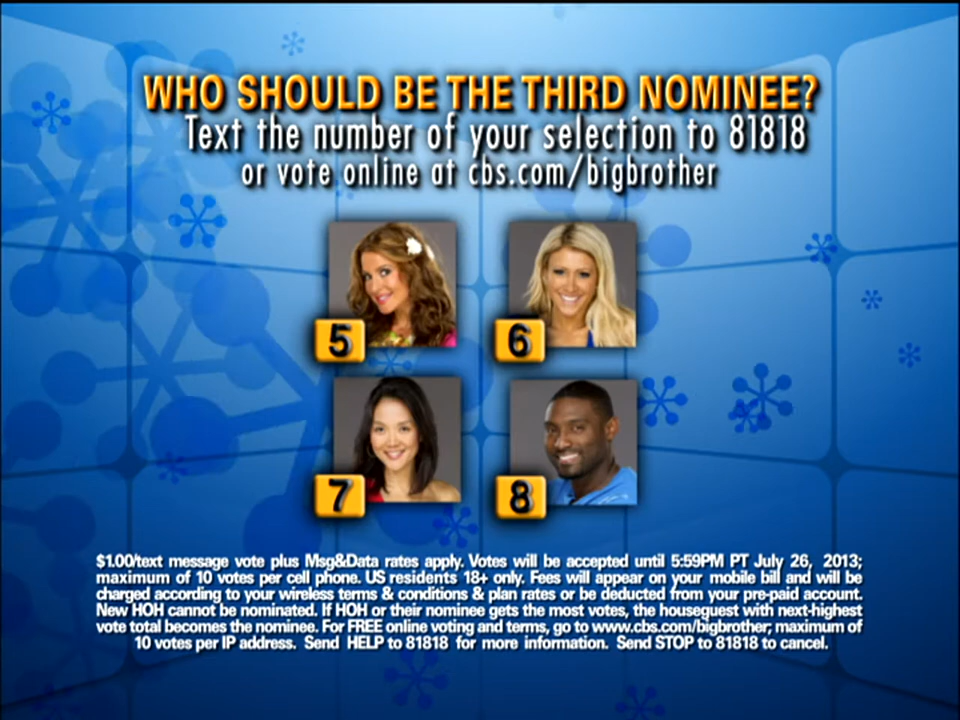 WHO SHOULD BE THE THIRD NOMINEE?
Text the number of your selection to 81818
or vote online at cbs.com/bigbrother
5
6
7
8
$1.00/text message vote plus Msg&Data rates apply. Votes will be accepted until 5:59PM PT July 26, 2013;
maximum of 10 votes per cell phone. US residents 18+ only. Fees will appear on your mobile bill and will be
charged according to your wireless terms & conditions & plan rates or be deducted from your pre-paid account.
New HOH cannot be nominated. If HOH or their nominee gets the most votes, the houseguest with next-highest
vote total becomes the nominee. For FREE online voting and terms, go to www.cbs.com/bigbrother; maximum of
10 votes per IP address. Send HELP to 81818 for more information. Send STOP to 81818 to cancel.